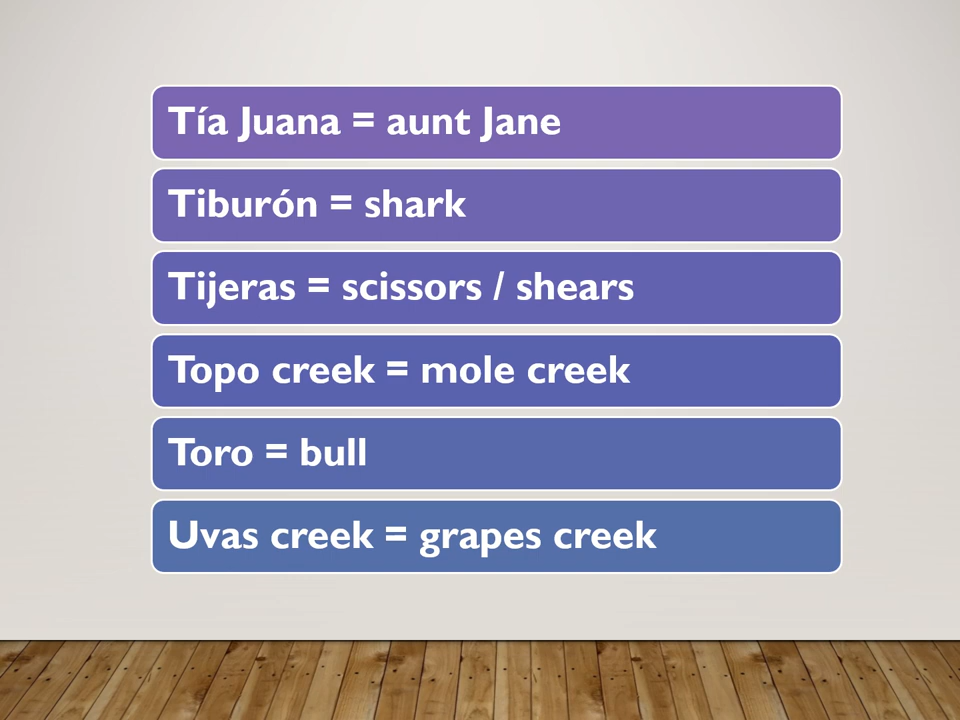 Tía Juana = aunt Jane
Tiburón = shark
Tijeras = scissors / shears
Topo creek = mole creek
Toro = bull
Uvas creek = grapes creek